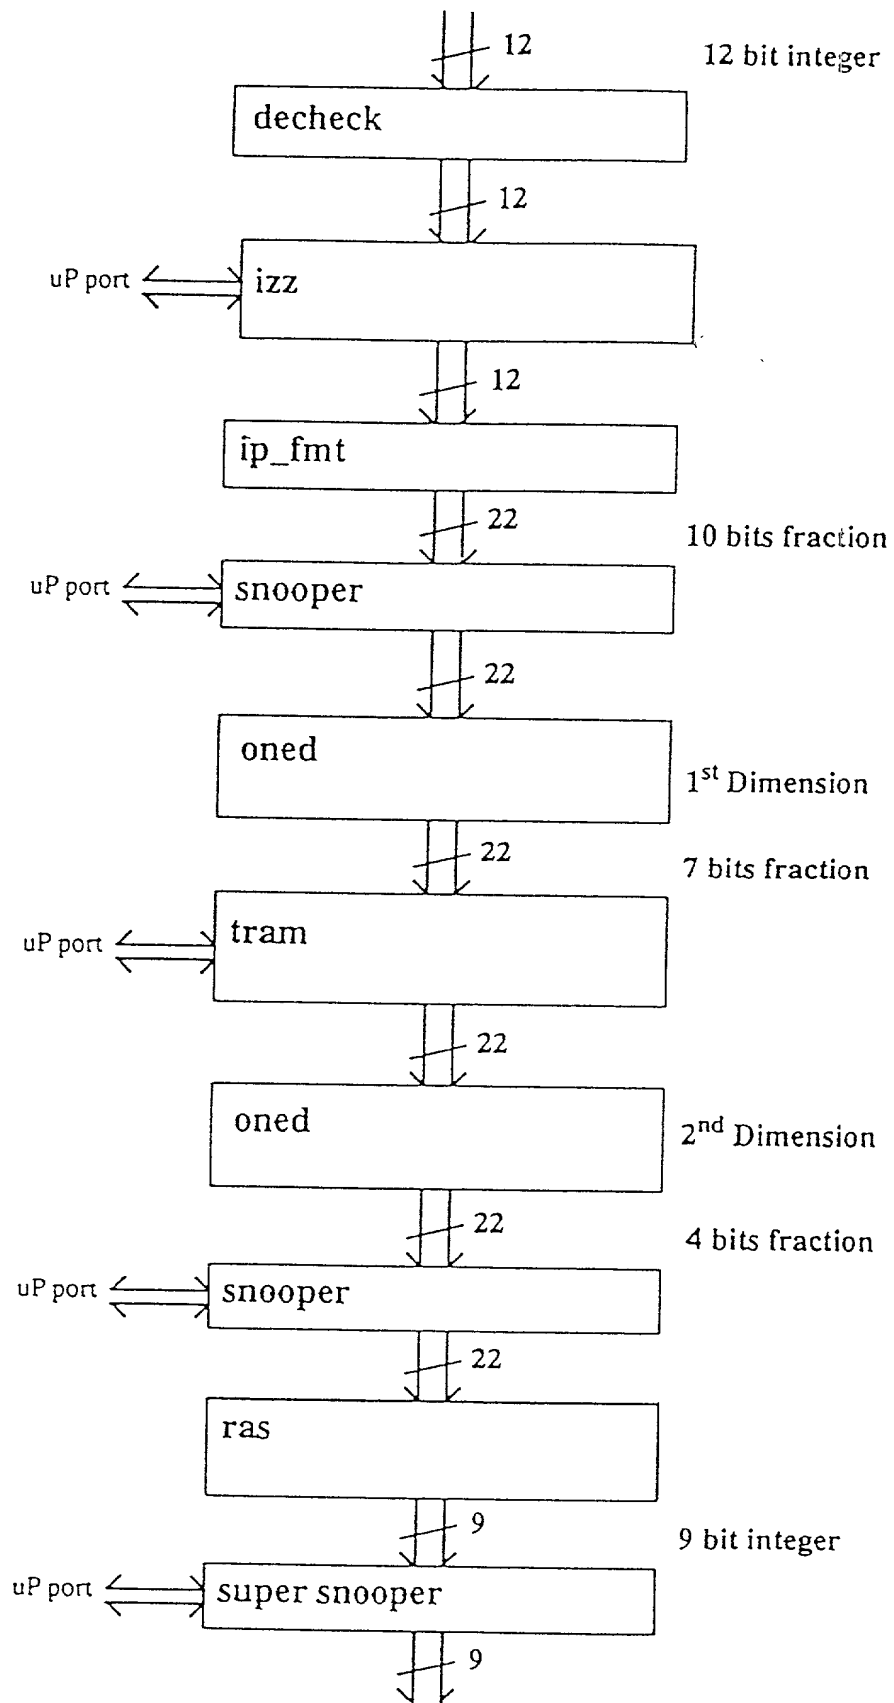 12
12 bit integer
decheck
12
uP port
izz
12
ip_fmt
22
10 bits fraction
uP port
snooper
22
oned
1st Dimension
22
7 bits fraction
uP port
tram
22
oned
2nd Dimension
22
4 bits fraction
uP port
snooper
22
ras
9
9 bit integer
uP port
super snooper
9